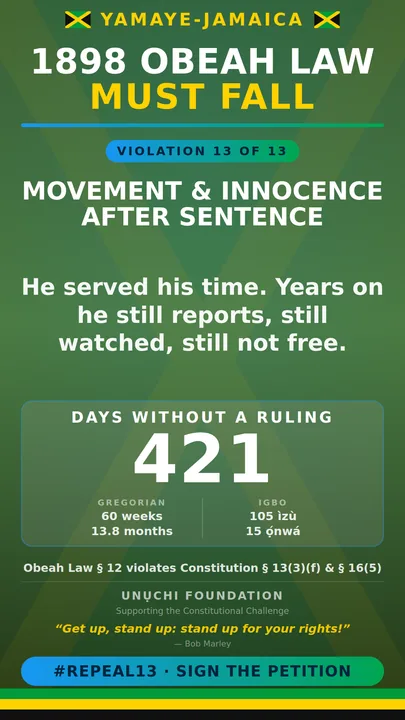 YAMAYE-JAMAICA
1898 OBEAH LAW
MUST FALL
VIOLATION 13 OF 13
MOVEMENT & INNOCENCE
AFTER SENTENCE
He served his time. Years on
he still reports, still
watched, still not free.
DAYS WITHOUT A RULING
421
GREGORIAN
60 weeks
13.8 months
IGBO
105 ìzù
15 ọ́nwá
Obeah Law § 12 violates Constitution § 13(3)(f) & § 16(5)
UNỤCHI FOUNDATION
Supporting the Constitutional Challenge
“Get up, stand up: stand up for your rights!”
— Bob Marley
#REPEAL13 · SIGN THE PETITION